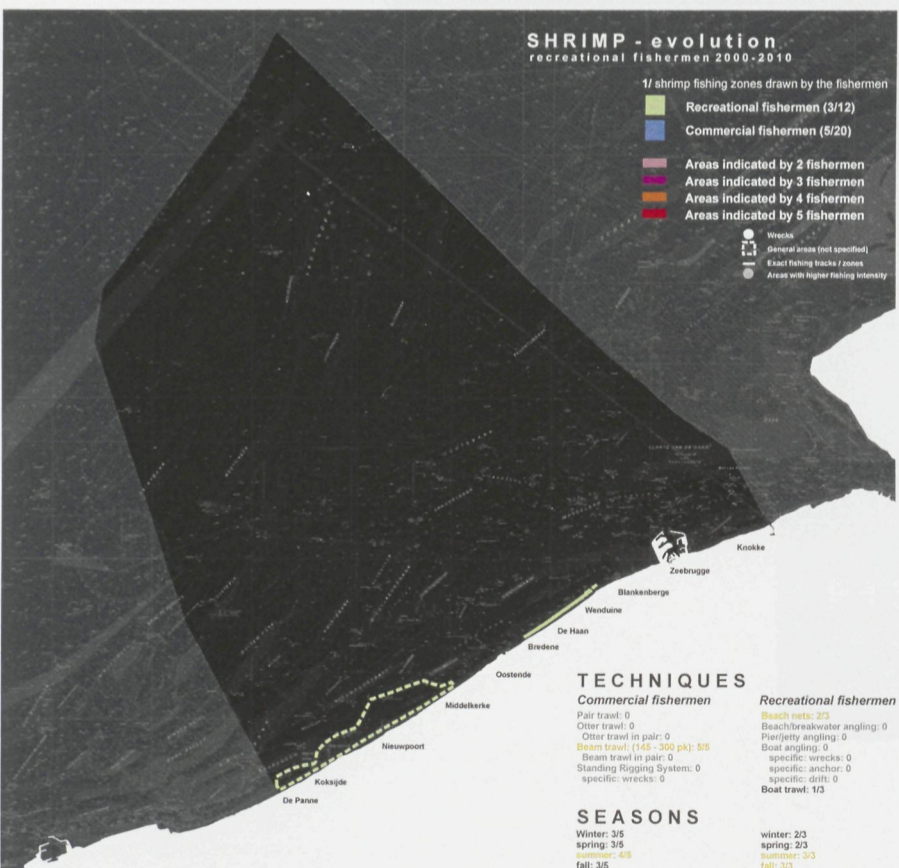 SHRIMP - evolution
recreational fishermen 2000-2010
1/ shrimp fishing zones drawn by the fishermen
Recreational fishermen (3/12)
Commercial fishermen (5/20)
Areas indicated by 2 fishermen
Areas indicated by 3 fishermen
Areas indicated by 4 fishermen
Areas indicated by 5 fishermen
Wrecks
General areas (not specified)
Exact fishing tracks / zones
Areas with higher fishing intensity
Knokke
Zeebrugge
Blankenberge
Wenduine
De Haan
Bredene
Oostende
Middelkerke
Nieuwpoort
Koksijde
De Panne
TECHNIQUES
Commercial fishermen
Pair trawl: 0
Otter trawl: 0
Otter trawl in pair: 0
Beam trawl: (145 - 300 pk): 5/5
Beam trawl in pair: 0
Standing Rigging System: 0
specific: wrecks: 0
Recreational fishermen
Beach nets: 2/3
Beach/breakwater angling: 0
Pier/jetty angling: 0
Boat angling: 0
specific: wrecks: 0
specific: anchor: 0
specific: drift: 0
Boat trawl: 1/3
SEASONS
Winter: 3/5
spring: 3/5
summer: 4/5
fall: 3/5
winter: 2/3
spring: 2/3
summer: 3/3
fall: 3/3